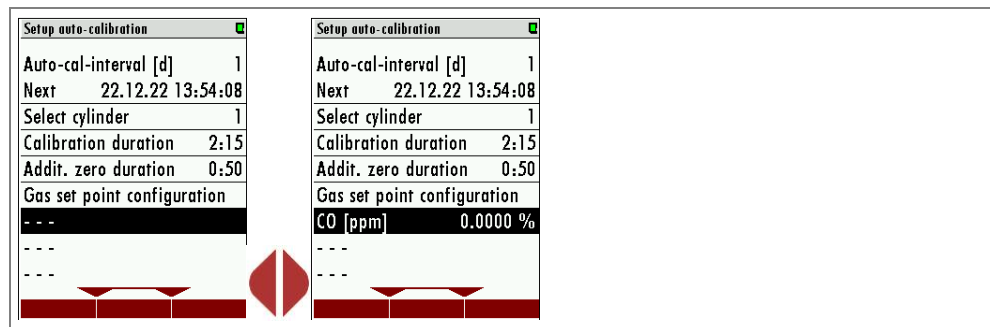 Setup auto-calibration
Auto-cal-interval [d] 1
Next 22.12.22 13:54:08
Select cylinder 1
Calibration duration 2:15
Addit. zero duration 0:50
Gas set point configuration
- - -
- - -
- - -
Setup auto-calibration
Auto-cal-interval [d] 1
Next 22.12.22 13:54:08
Select cylinder 1
Calibration duration 2:15
Addit. zero duration 0:50
Gas set point configuration
CO [ppm] 0.0000 %
- - -
- - -